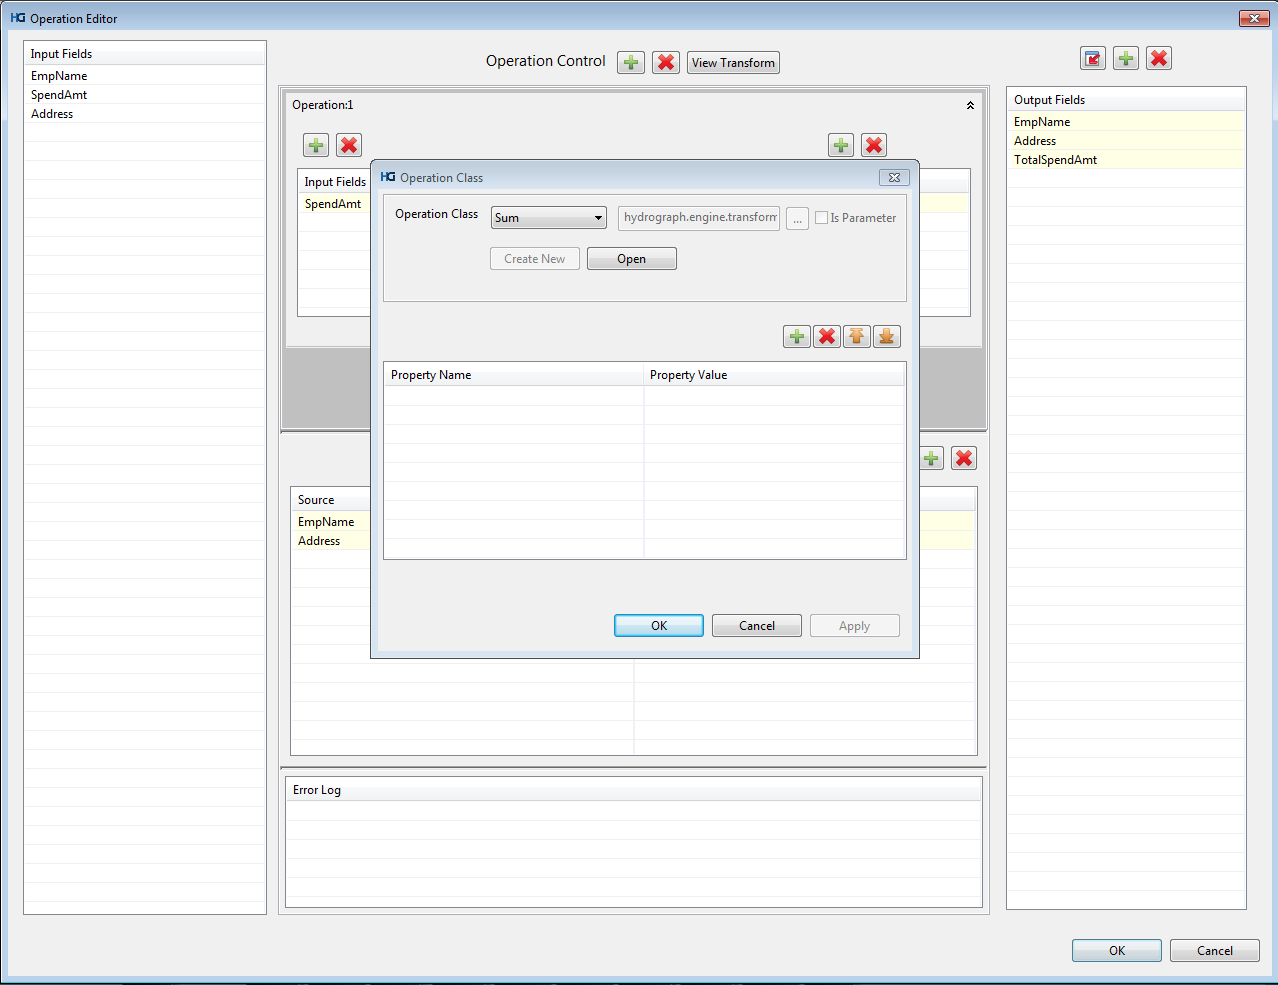 HG Operation Editor
Input Fields
EmpName
SpendAmt
Address
Operation Control
View Transform
Operation:1
Input Fields
SpendAmt
HG Operation Class
Operation Class
Sum
hydrograph.engine.transform
...
Is Parameter
Create New
Open
Property Name
Property Value
OK
Cancel
Apply
Source
EmpName
Address
Error Log
Output Fields
EmpName
Address
TotalSpendAmt
OK
Cancel